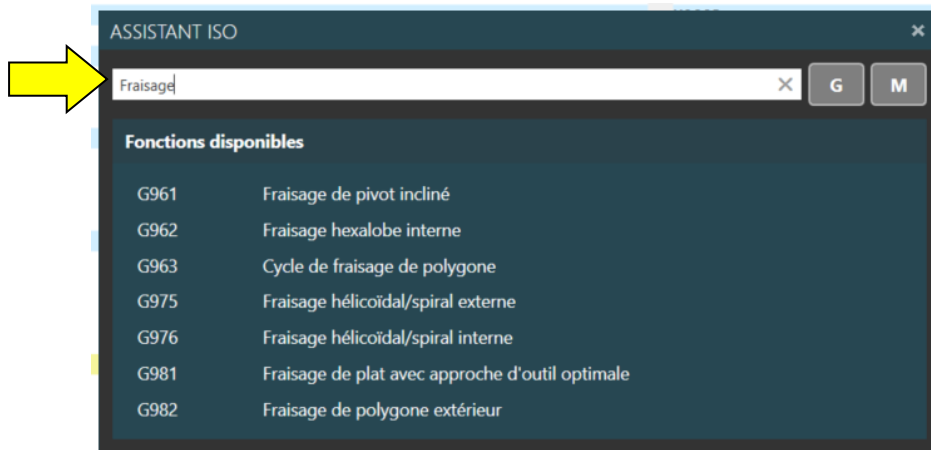 ASSISTANT ISO
Fraisage
G M
Fonctions disponibles
G961 Fraisage de pivot incliné
G962 Fraisage hexalobe interne
G963 Cycle de fraisage de polygone
G975 Fraisage hélicoïdal/spiral externe
G976 Fraisage hélicoïdal/spiral interne
G981 Fraisage de plat avec approche d'outil optimale
G982 Fraisage de polygone extérieur